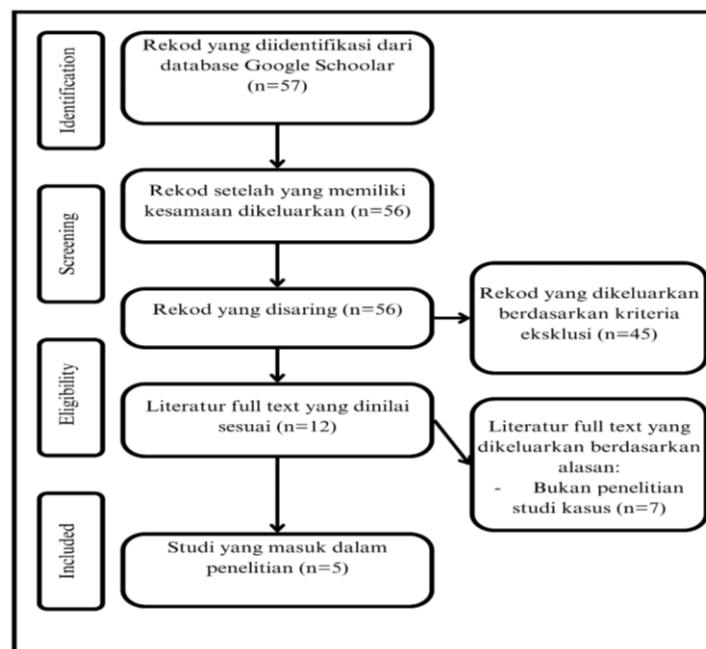 Identification
Rekod yang diidentifikasi dari
database Google Schoolar
(n=57)
Screening
Rekod setelah yang memiliki
kesamaan dikeluarkan (n=56)
Rekod yang disaring (n=56)
Rekod yang dikeluarkan
berdasarkan kriteria
eksklusi (n=45)
Eligibility
Literatur full text yang dinilai
sesuai (n=12)
Literatur full text yang
dikeluarkan berdasarkan
alasan:
- Bukan penelitian
studi kasus (n=7)
Included
Studi yang masuk dalam
penelitian (n=5)